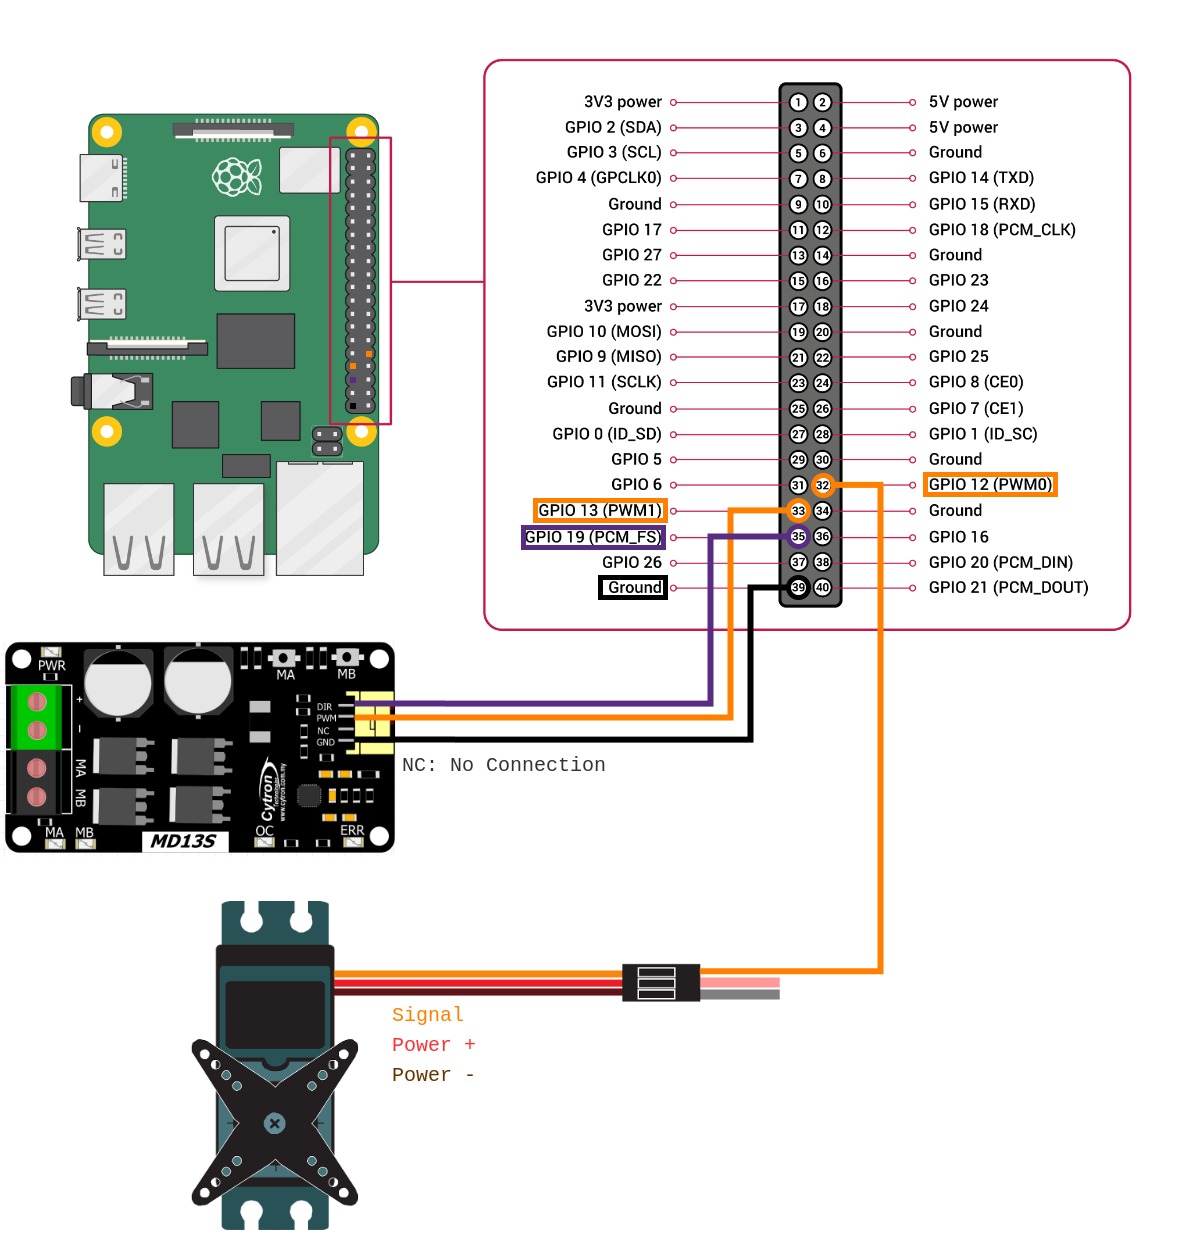 3V3 power 1 2 5V power
GPIO 2 (SDA) 3 4 5V power
GPIO 3 (SCL) 5 6 Ground
GPIO 4 (GPCLK0) 7 8 GPIO 14 (TXD)
Ground 9 10 GPIO 15 (RXD)
GPIO 17 11 12 GPIO 18 (PCM_CLK)
GPIO 27 13 14 Ground
GPIO 22 15 16 GPIO 23
3V3 power 17 18 GPIO 24
GPIO 10 (MOSI) 19 20 Ground
GPIO 9 (MISO) 21 22 GPIO 25
GPIO 11 (SCLK) 23 24 GPIO 8 (CE0)
Ground 25 26 GPIO 7 (CE1)
GPIO 0 (ID_SD) 27 28 GPIO 1 (ID_SC)
GPIO 5 29 30 Ground
GPIO 6 31 32 GPIO 12 (PWM0)
GPIO 13 (PWM1) 33 34 Ground
GPIO 19 (PCM_FS) 35 36 GPIO 16
GPIO 26 37 38 GPIO 20 (PCM_DIN)
Ground 39 40 GPIO 21 (PCM_DOUT)
PWR
MA
MB
+
-
DIR
PWM
NC
GND
MA
MB
Cytron
Technologies
www.cytron.com.my
MA MB
MD13S
OC
ERR
NC: No Connection
Signal
Power +
Power -